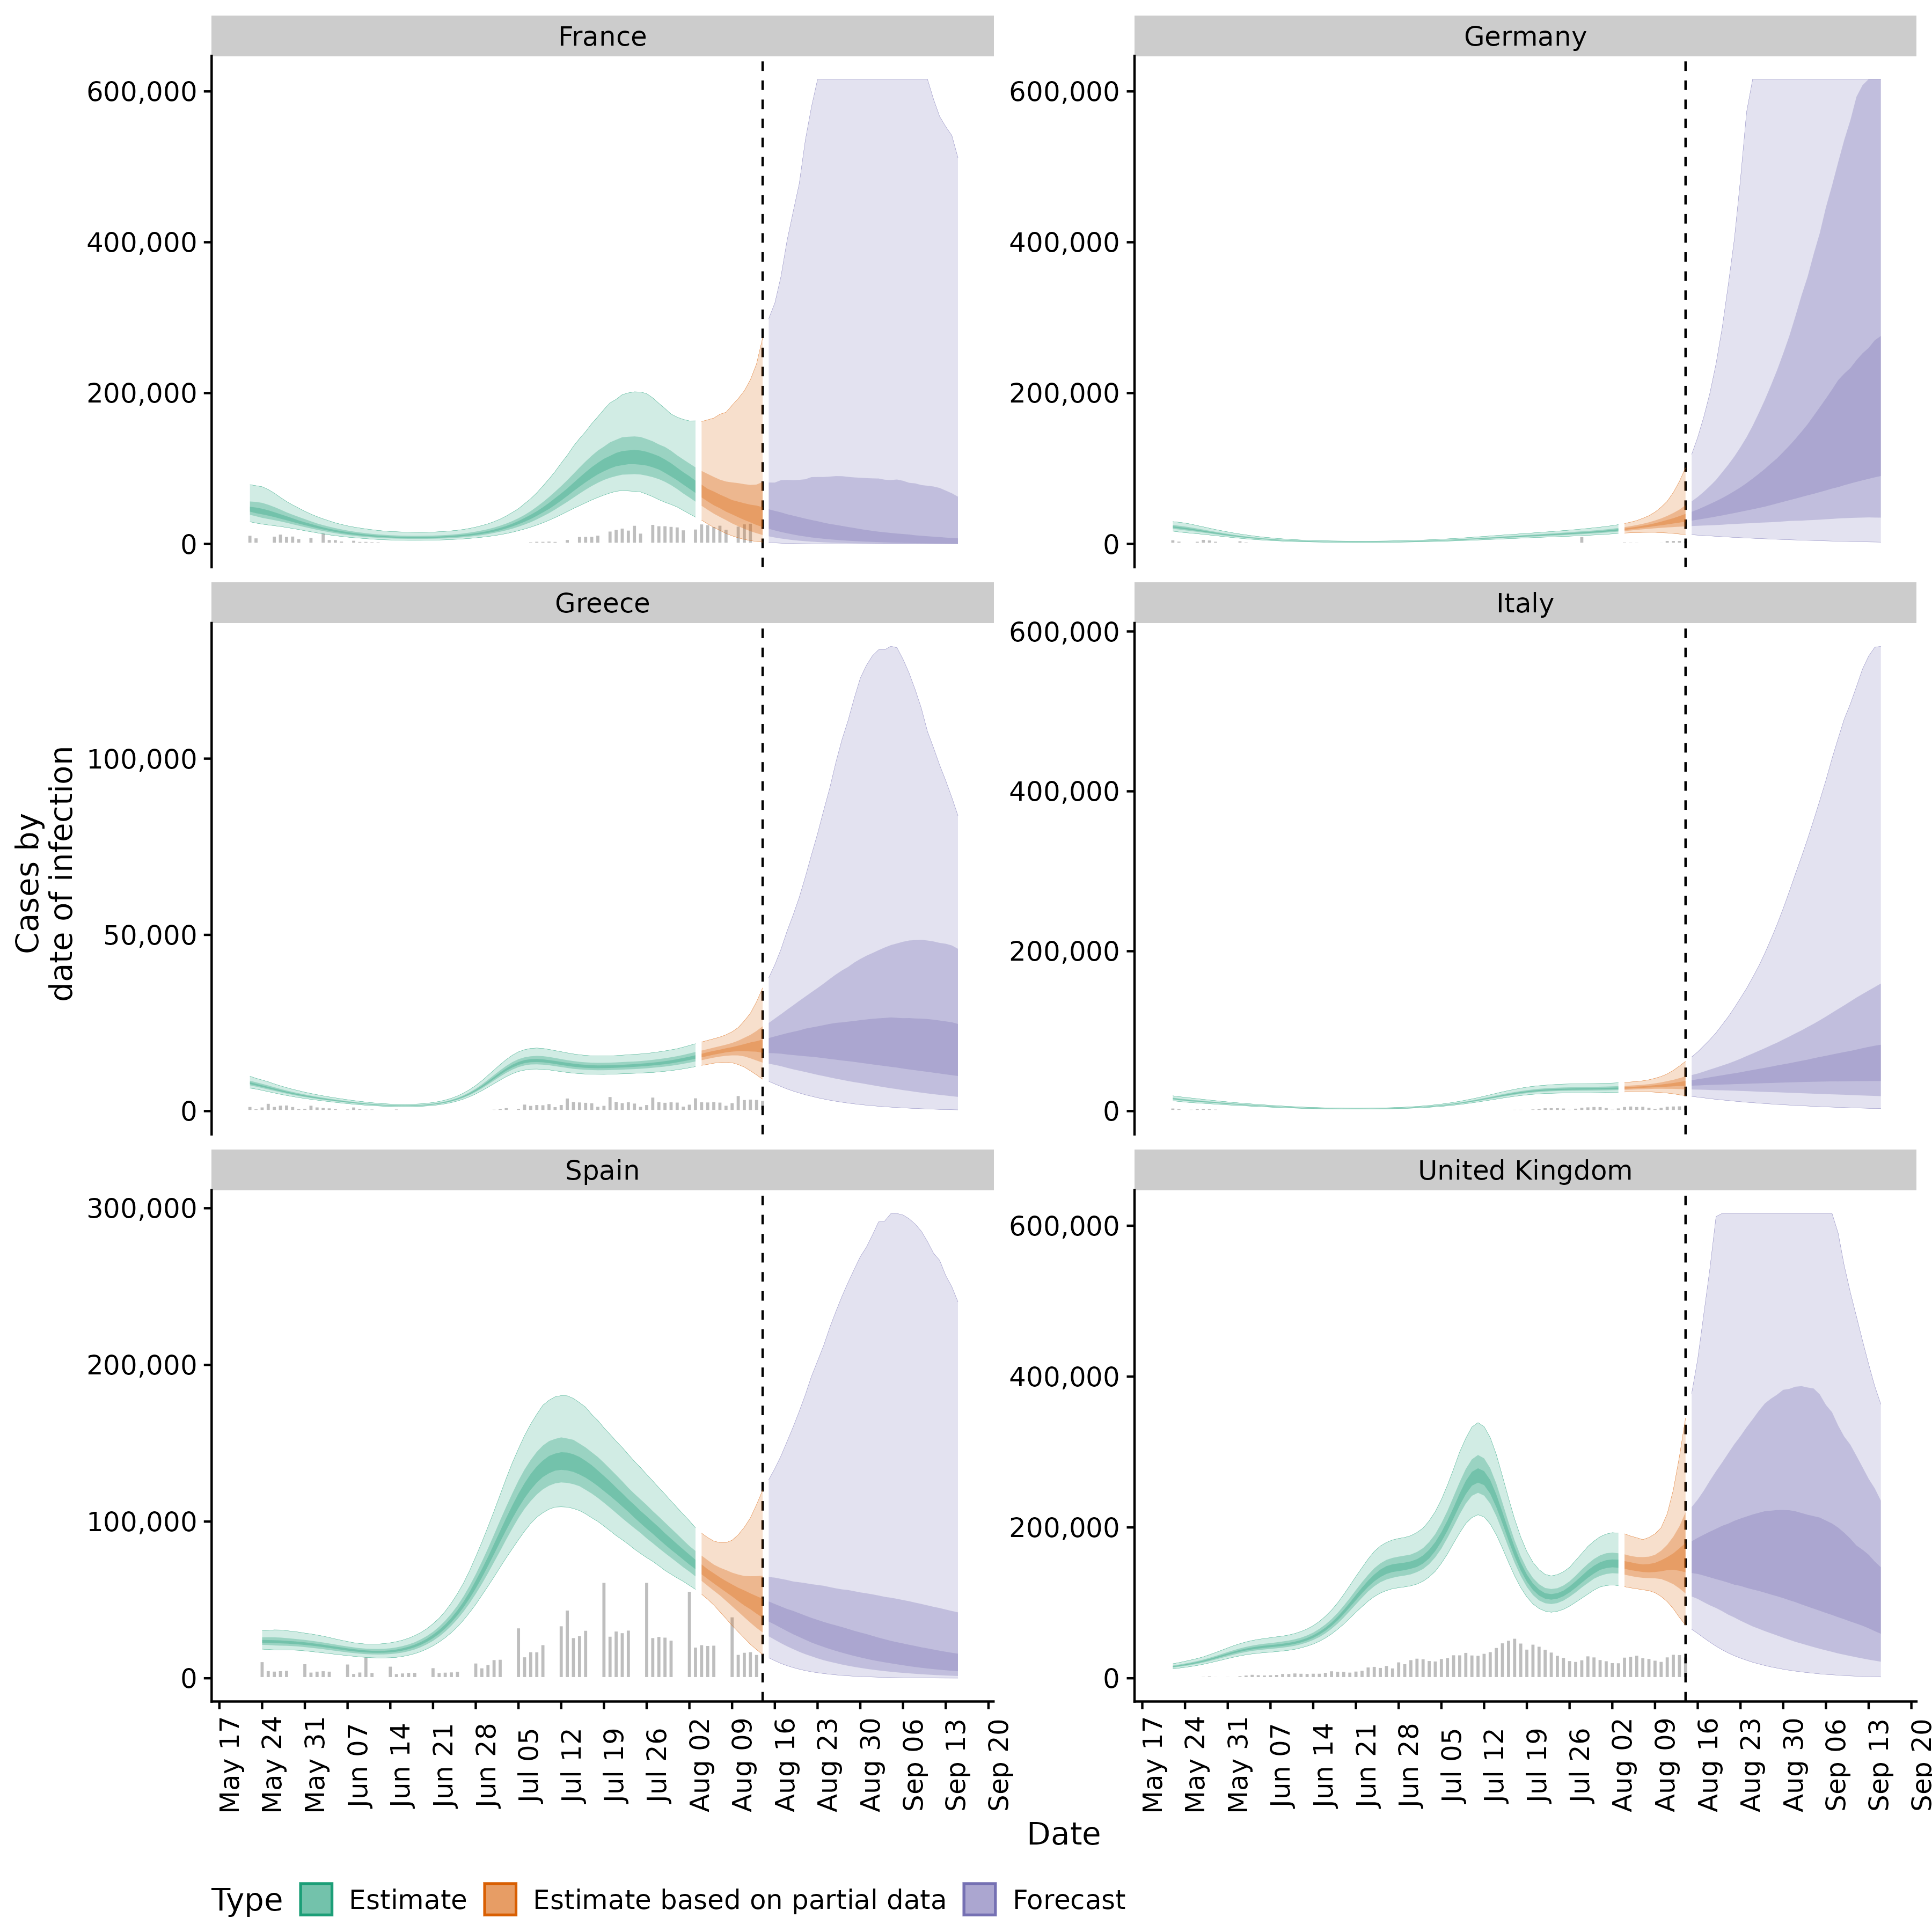 France
Germany
600,000
400,000
200,000
0
600,000
400,000
200,000
0
Greece
Italy
100,000
50,000
0
600,000
400,000
200,000
0
Spain
United Kingdom
300,000
200,000
100,000
0
600,000
400,000
200,000
0
Cases by
date of infection
May 17
May 24
May 31
Jun 07
Jun 14
Jun 21
Jun 28
Jul 05
Jul 12
Jul 19
Jul 26
Aug 02
Aug 09
Aug 16
Aug 23
Aug 30
Sep 06
Sep 13
Sep 20
May 17
May 24
May 31
Jun 07
Jun 14
Jun 21
Jun 28
Jul 05
Jul 12
Jul 19
Jul 26
Aug 02
Aug 09
Aug 16
Aug 23
Aug 30
Sep 06
Sep 13
Sep 20
Date
Type Estimate Estimate based on partial data Forecast